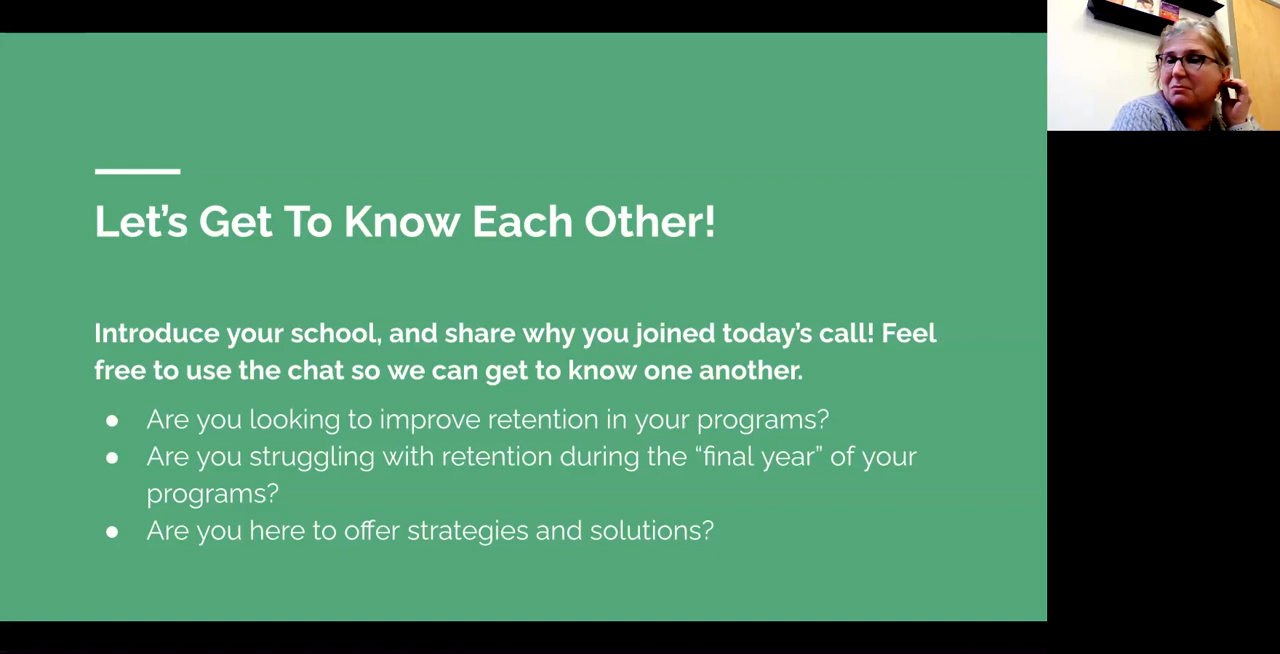 Let’s Get To Know Each Other!
Introduce your school, and share why you joined today’s call! Feel
free to use the chat so we can get to know one another.
● Are you looking to improve retention in your programs?
● Are you struggling with retention during the “final year” of your
programs?
● Are you here to offer strategies and solutions?